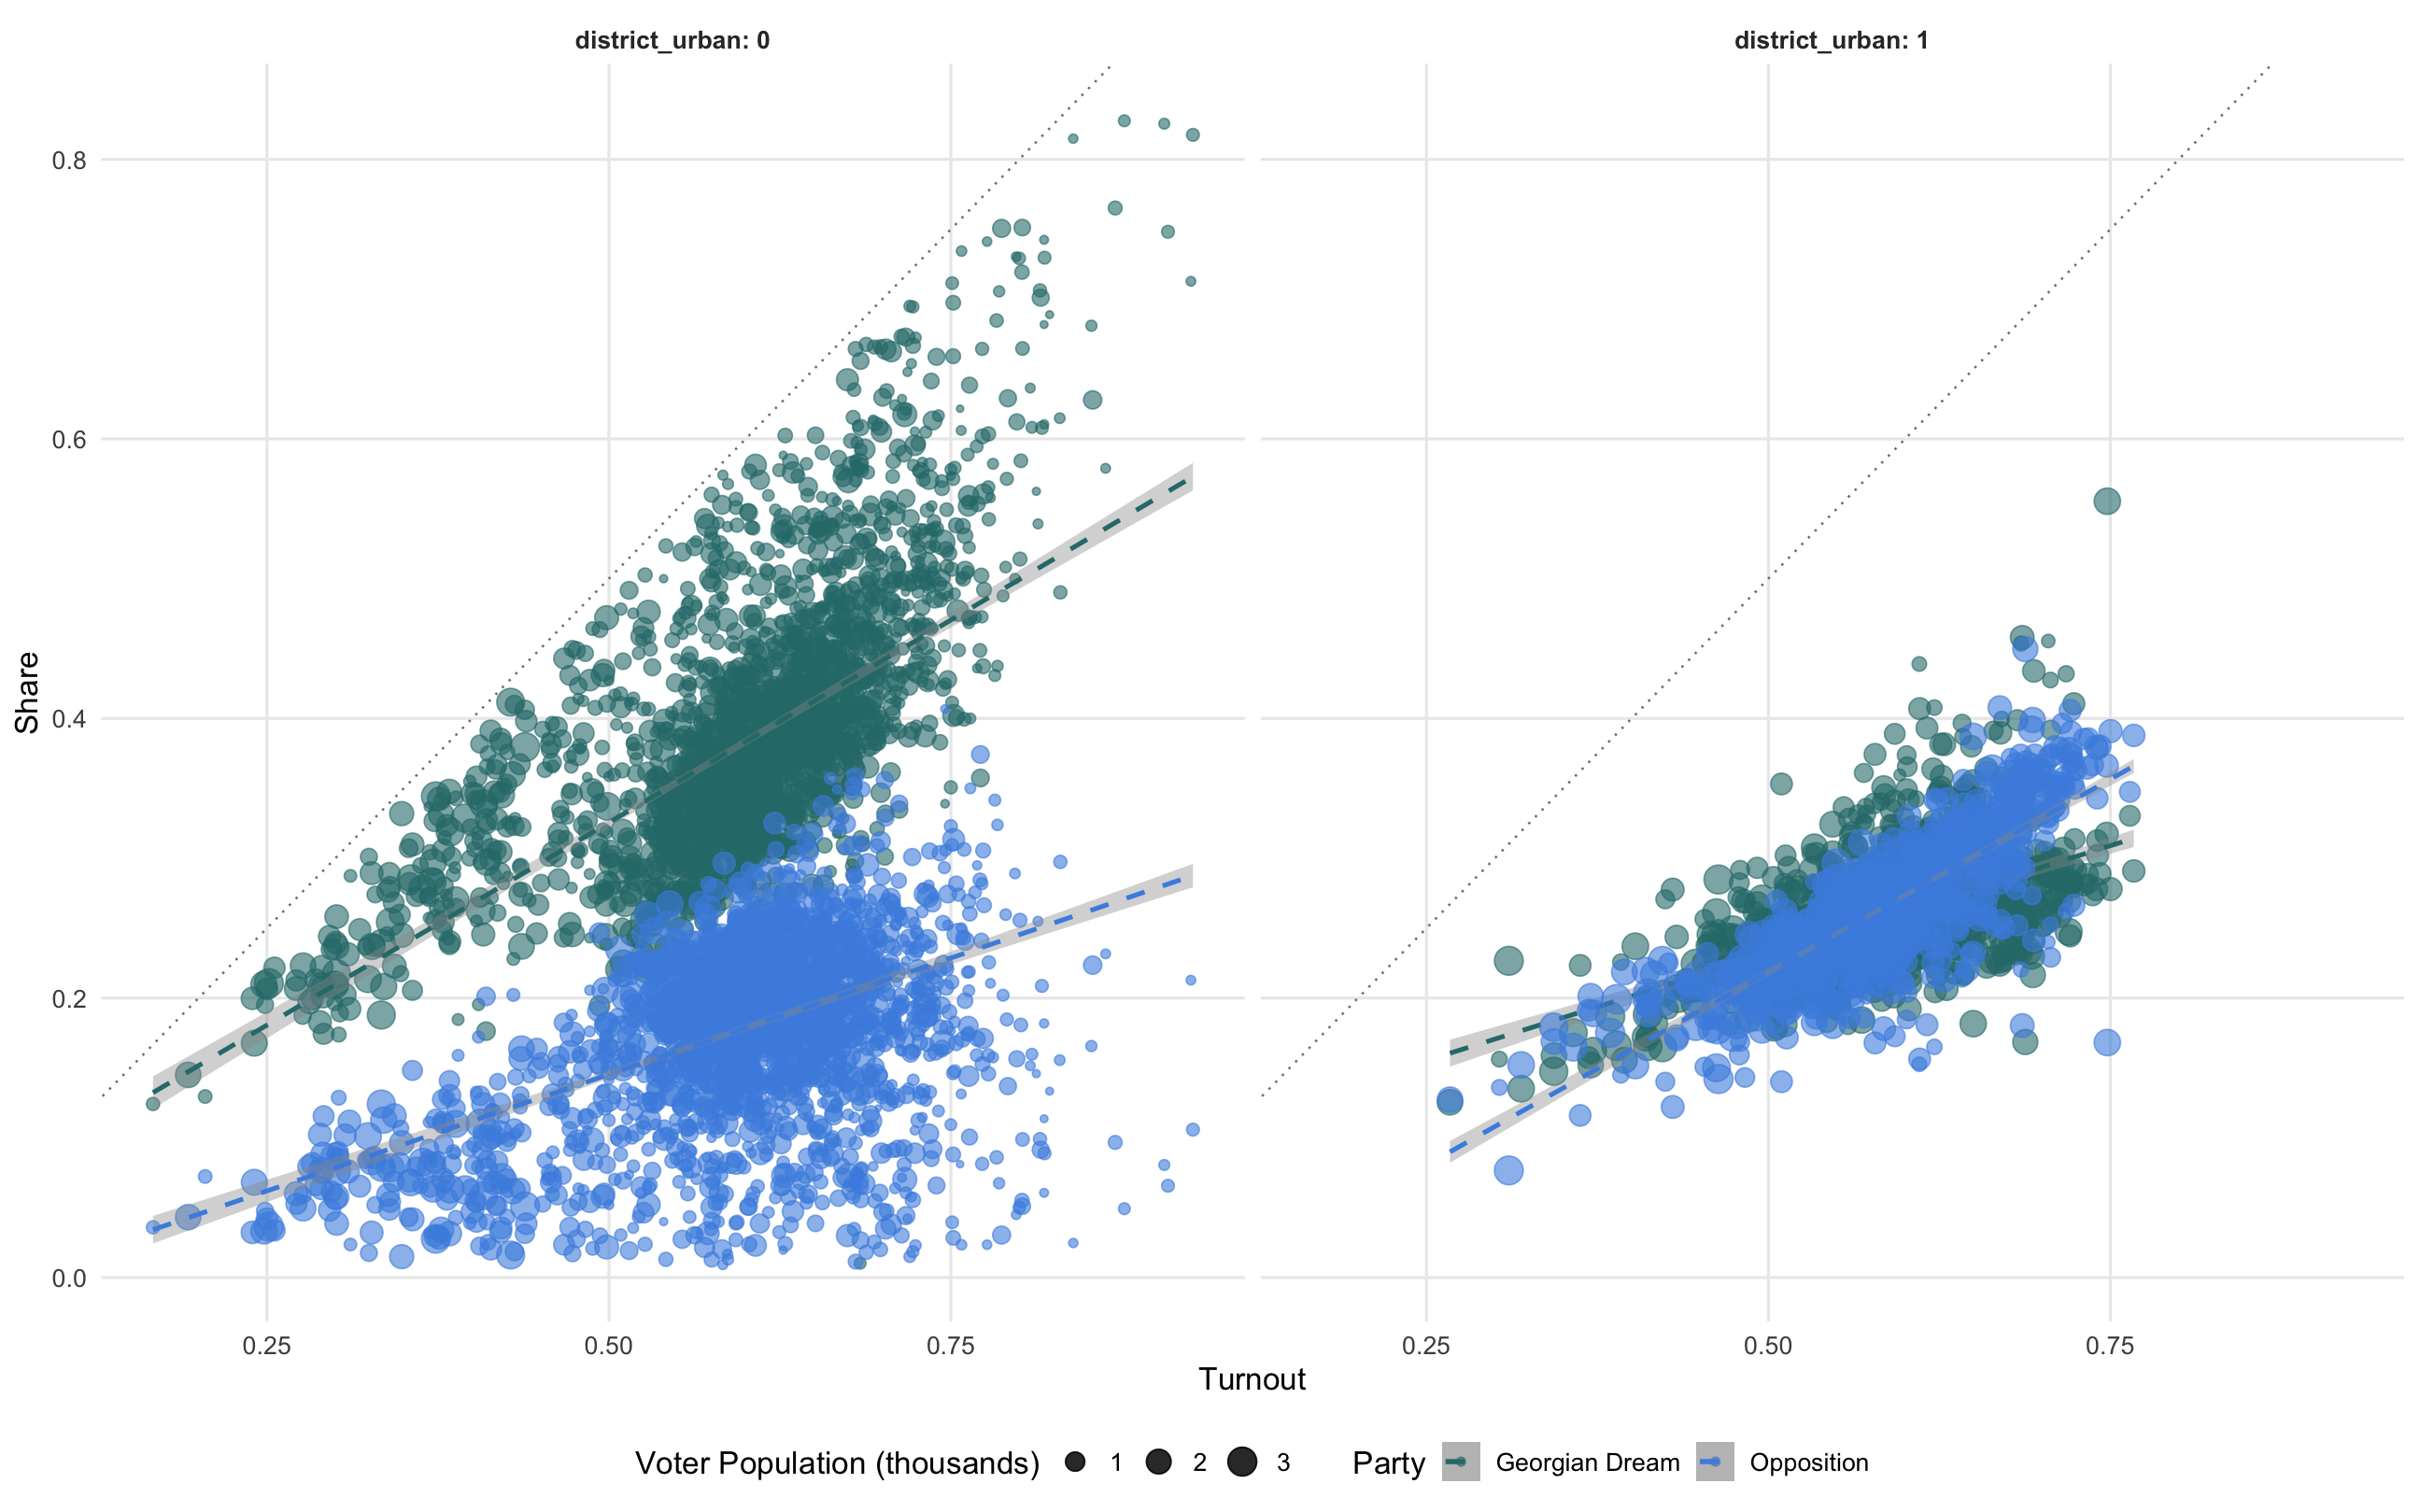 district_urban: 0
district_urban: 1
0.8
0.6
0.4
0.2
0.0
Share
0.25 0.50 0.75
0.25 0.50 0.75
Turnout
Voter Population (thousands) 1 2 3 Party Georgian Dream Opposition